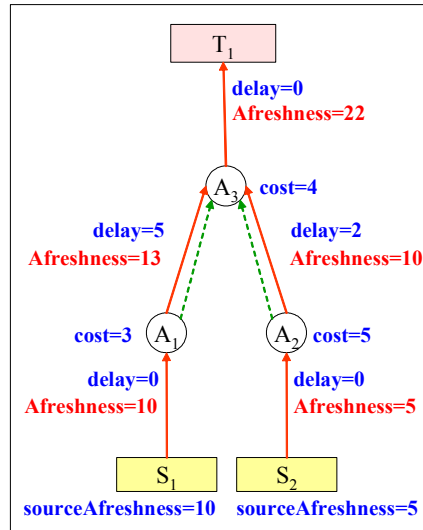 T1
delay=0
Afreshness=22
A3 cost=4
delay=5 delay=2
Afreshness=13 Afreshness=10
cost=3 A1 A2 cost=5
delay=0 delay=0
Afreshness=10 Afreshness=5
S1 S2
sourceAfreshness=10 sourceAfreshness=5